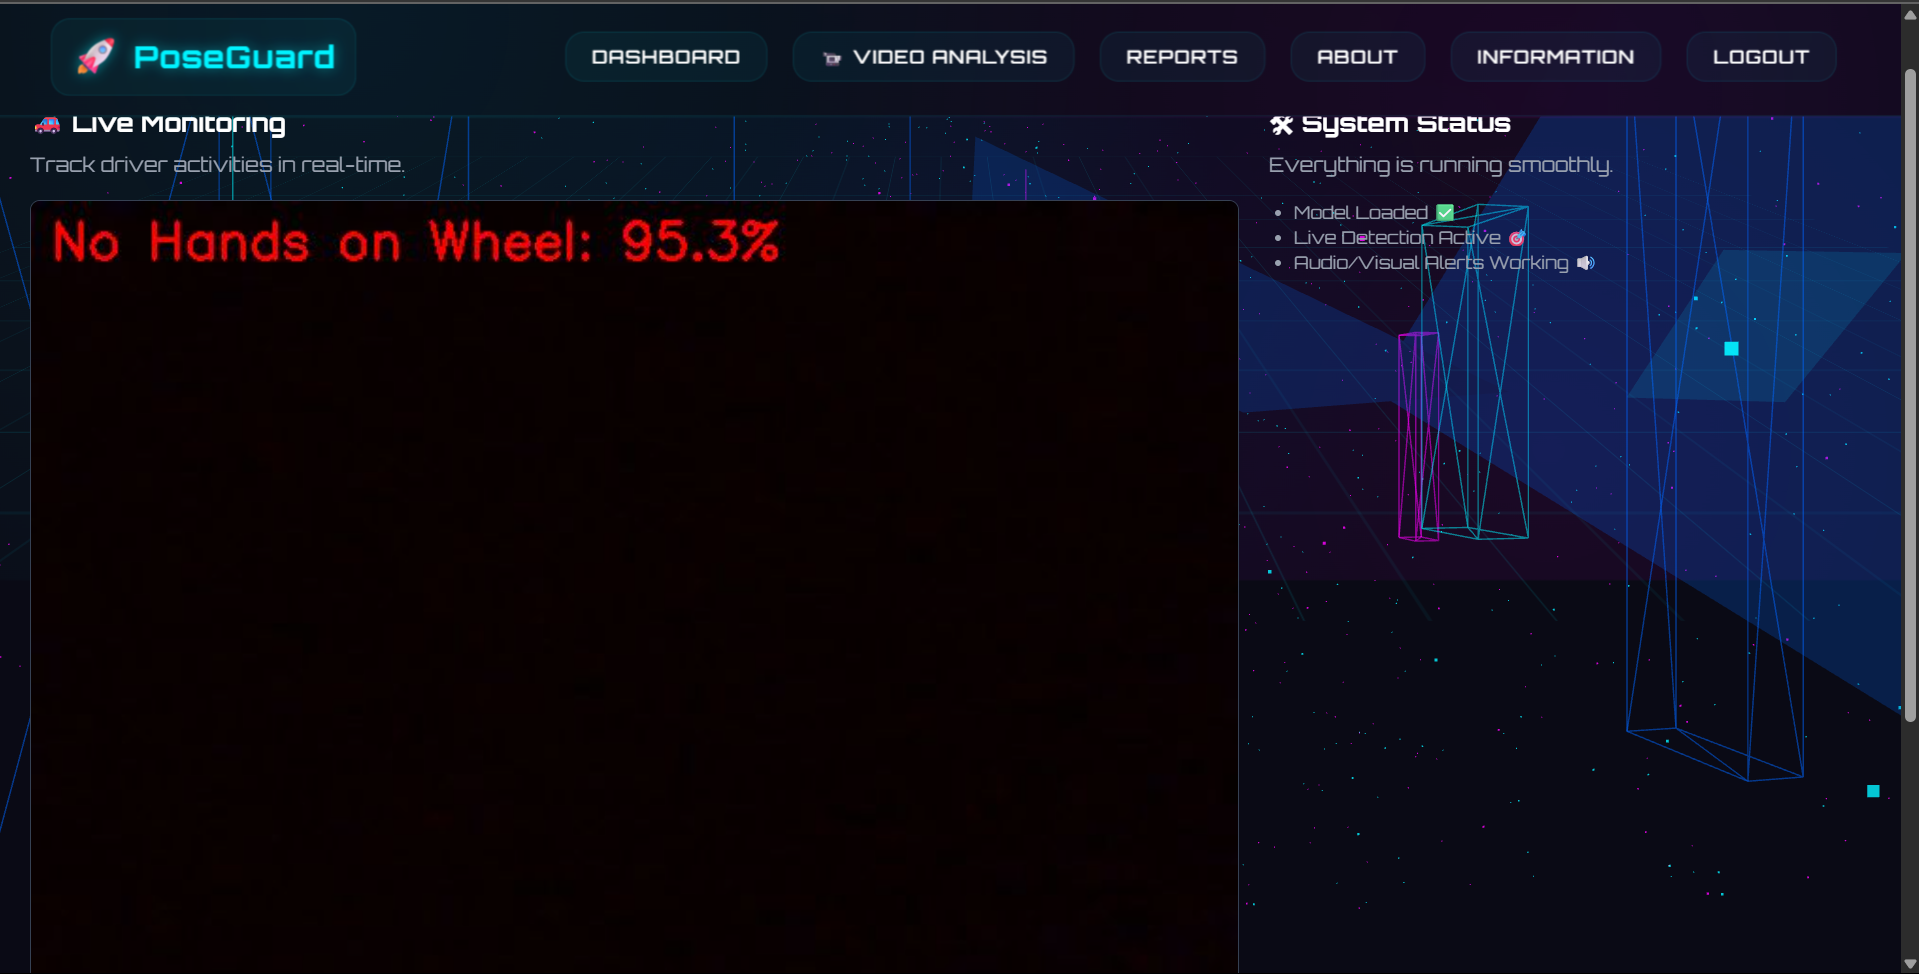 PoseGuard
DASHBOARD
VIDEO ANALYSIS
REPORTS
ABOUT
INFORMATION
LOGOUT
Live Monitoring
Track driver activities in real-time.
No Hands on Wheel: 95.3%
System Status
Everything is running smoothly.
Model Loaded ✅
Live Detection Active 🎯
Audio/Visual Alerts Working 🔊